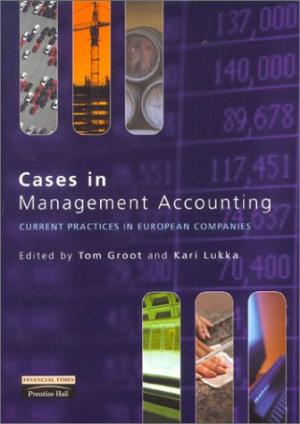 137,000
140,000
89,678
117,451
Cases in
Management Accounting
CURRENT PRACTICES IN EUROPEAN COMPANIES
Edited by Tom Groot and Kari Lukka
70,400
FINANCIAL TIMES
Prentice Hall